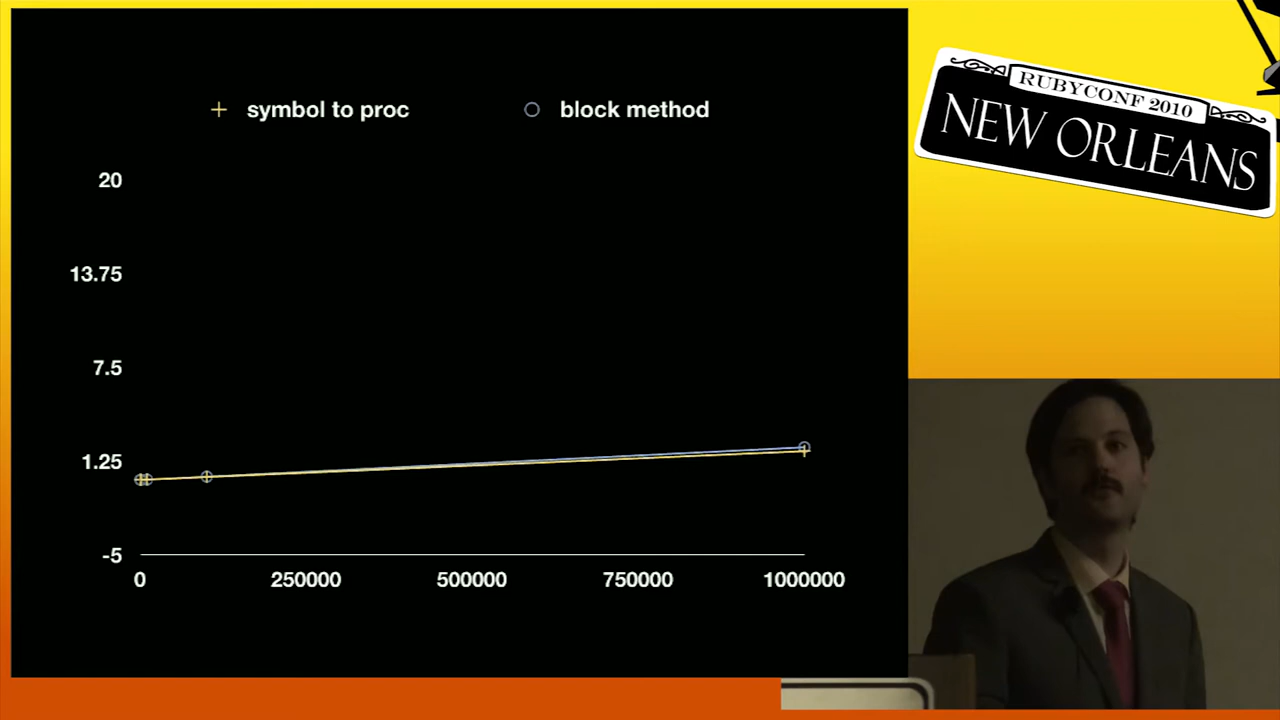 symbol to proc
block method
20
13.75
7.5
1.25
-5
0
250000
500000
750000
1000000
RUBYCONF 2010
NEW ORLEANS